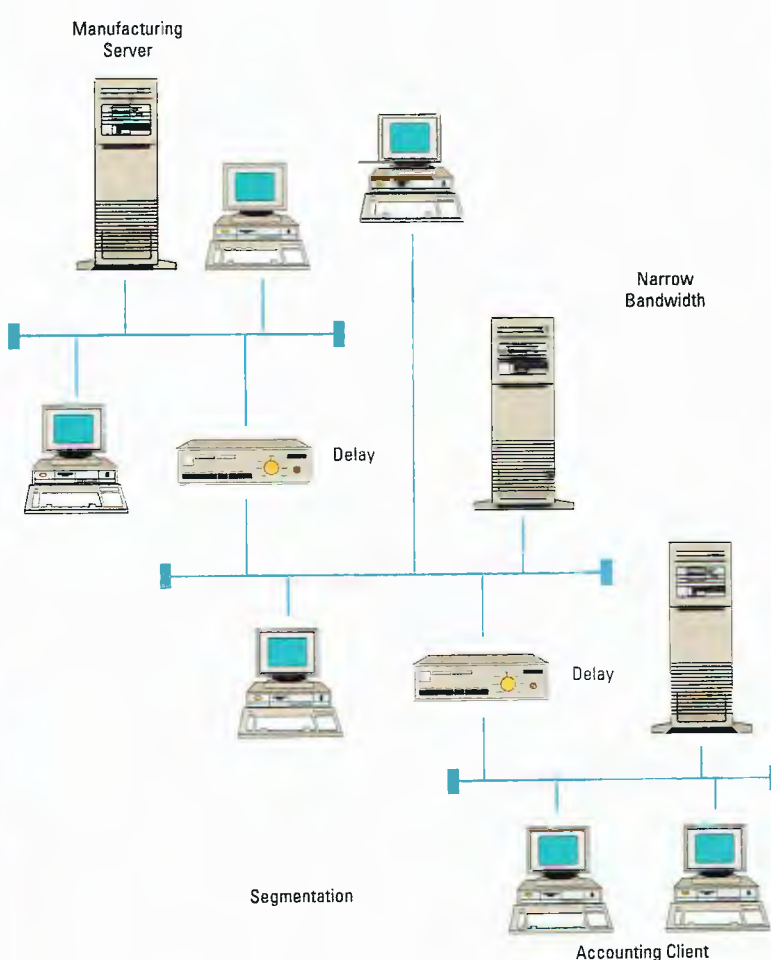 Manufacturing
Server
Narrow
Bandwidth
Delay
Delay
Segmentation
Accounting Client